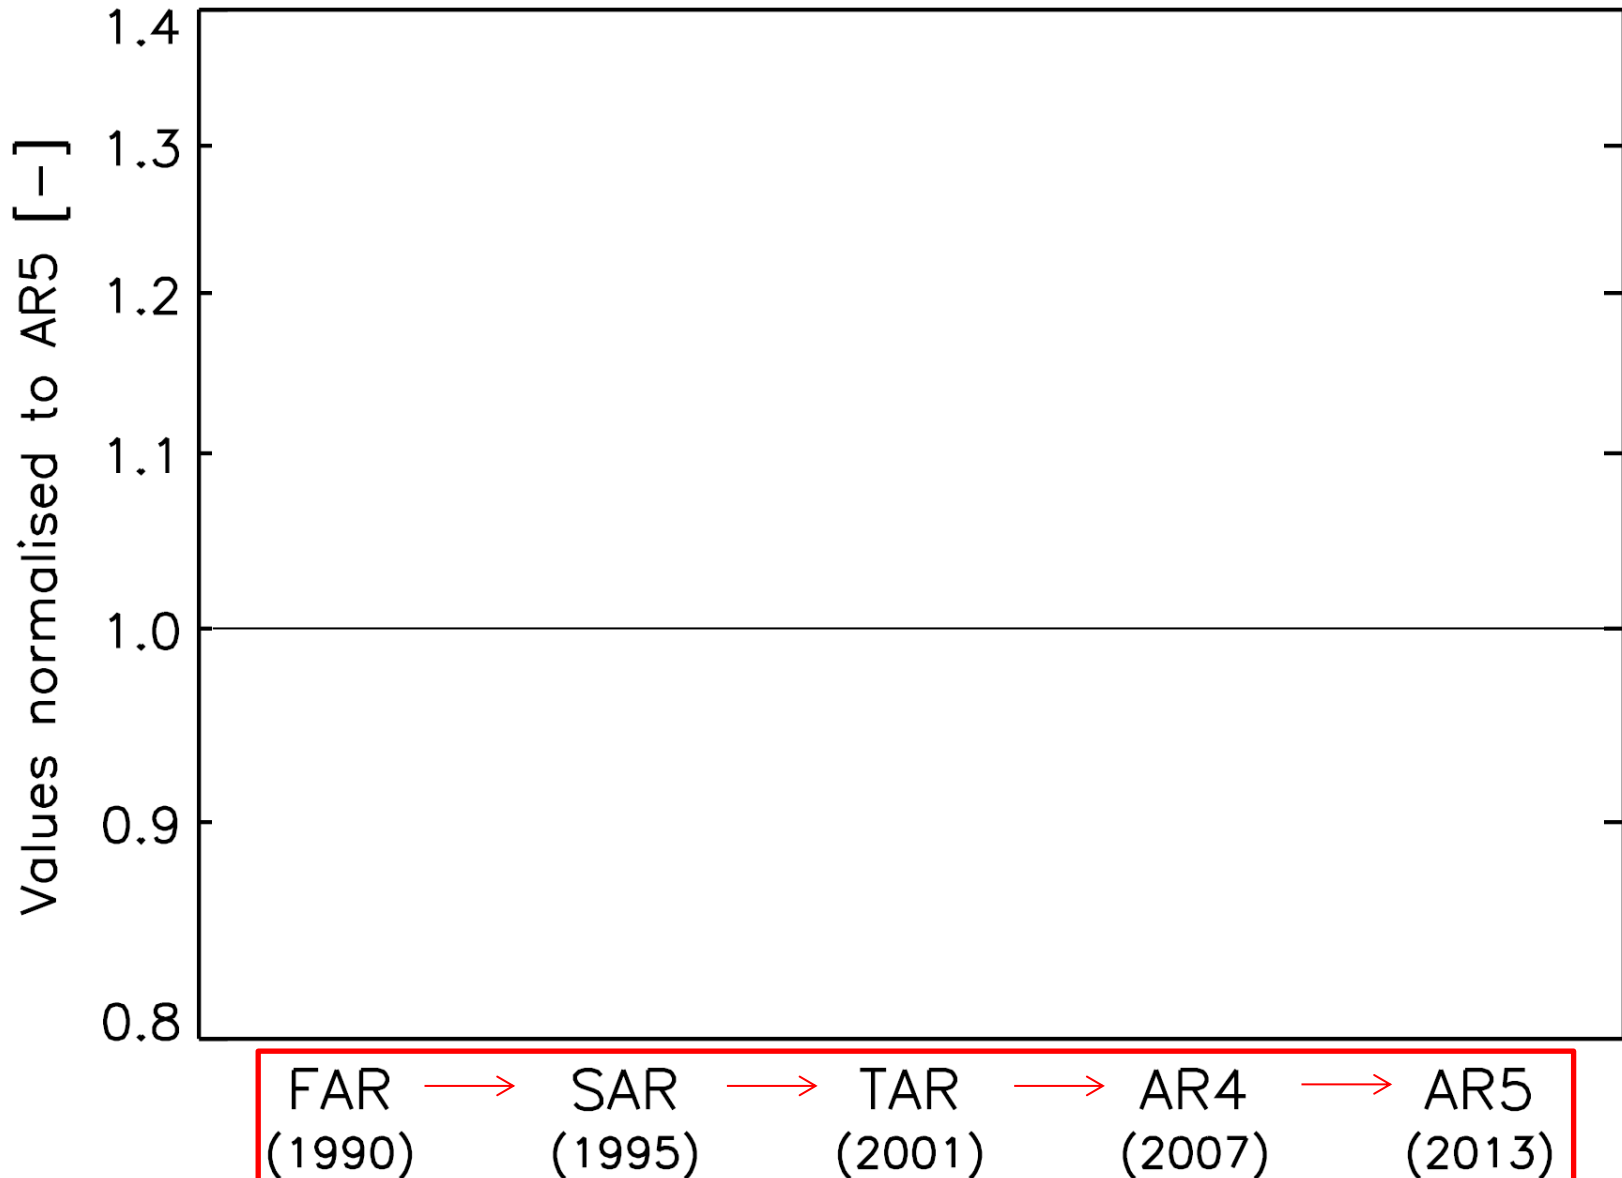 Values normalised to AR5 [-]
1.4
1.3
1.2
1.1
1.0
0.9
0.8
FAR SAR TAR AR4 AR5
(1990) (1995) (2001) (2007) (2013)